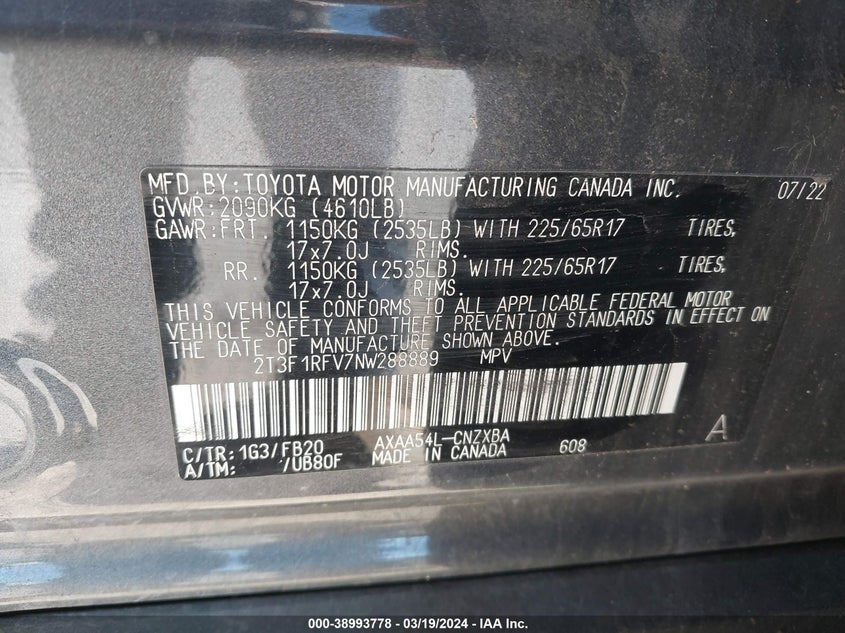 MFD.BY:TOYOTA MOTOR MANUFACTURING CANADA INC. 07/22
GVWR:2090KG (4610LB)
GAWR:FRT. 1150KG (2535LB) WITH 225/65R17 TIRES,
17x7.0J RIMS.
RR. 1150KG (2535LB) WITH 225/65R17 TIRES,
17x7.0J RIMS.
THIS VEHICLE CONFORMS TO ALL APPLICABLE FEDERAL MOTOR
VEHICLE SAFETY AND THEFT PREVENTION STANDARDS IN EFFECT ON
THE DATE OF MANUFACTURE SHOWN ABOVE.
2T3F1RFV7NW288889 MPV
C/TR:1G3/FB20 AXAA54L-CNZXBA A
A/TM: /UB80F MADE IN CANADA 608
000-38993778 - 03/19/2024 - IAA Inc.